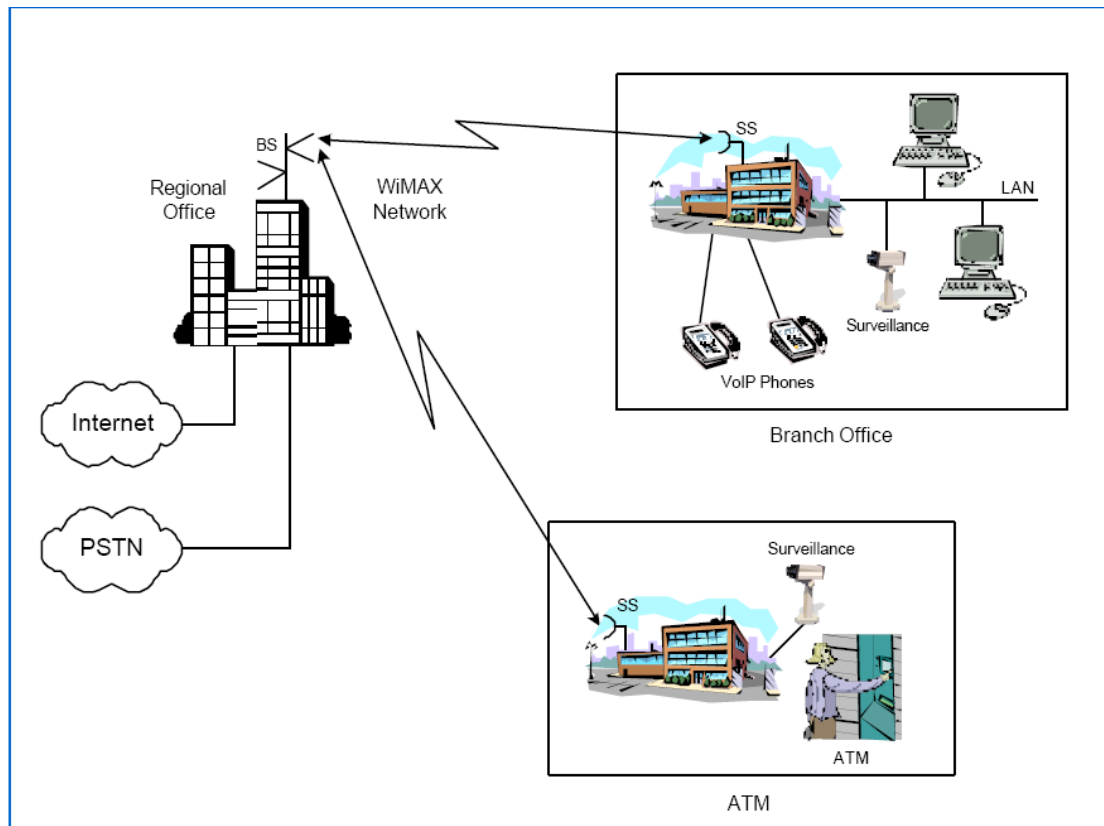 BS
Regional
Office
WiMAX
Network
Internet
PSTN
SS
LAN
Surveillance
VoIP Phones
Branch Office
Surveillance
SS
ATM
ATM